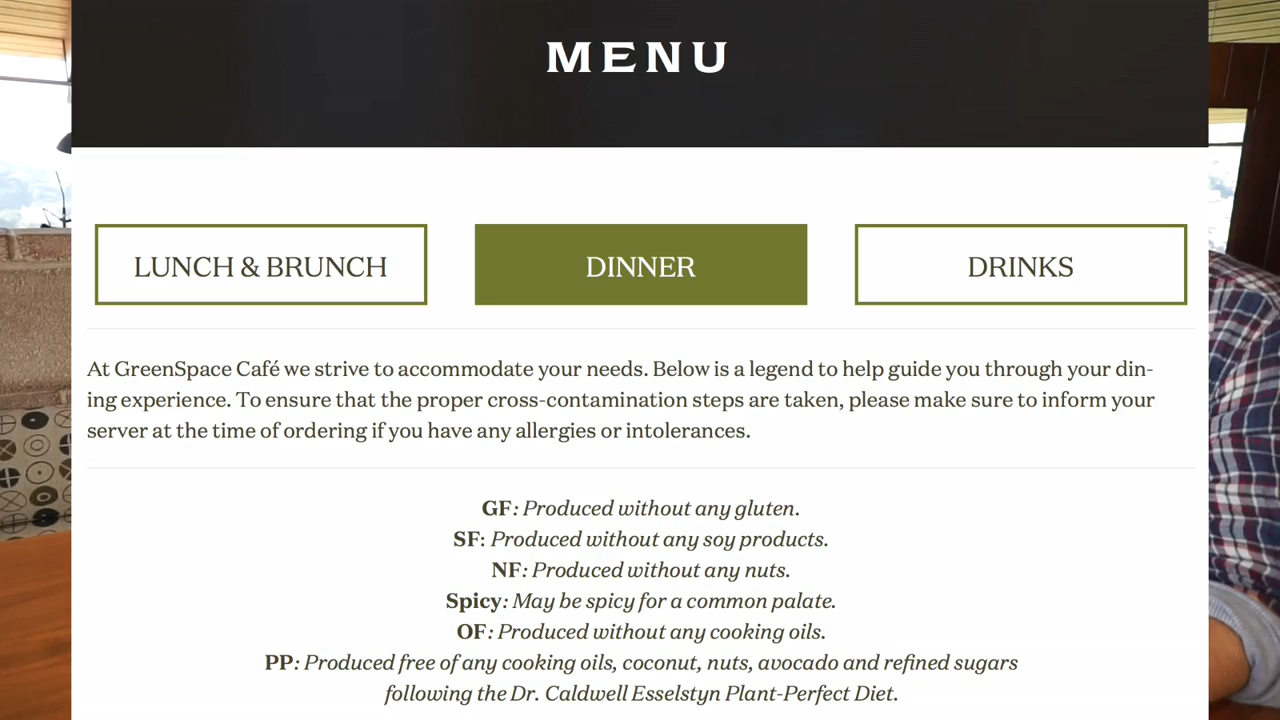 MENU
LUNCH & BRUNCH
DINNER
DRINKS
At GreenSpace Café we strive to accommodate your needs. Below is a legend to help guide you through your din-
ing experience. To ensure that the proper cross-contamination steps are taken, please make sure to inform your
server at the time of ordering if you have any allergies or intolerances.
GF: Produced without any gluten.
SF: Produced without any soy products.
NF: Produced without any nuts.
Spicy: May be spicy for a common palate.
OF: Produced without any cooking oils.
PP: Produced free of any cooking oils, coconut, nuts, avocado and refined sugars
following the Dr. Caldwell Esselstyn Plant-Perfect Diet.